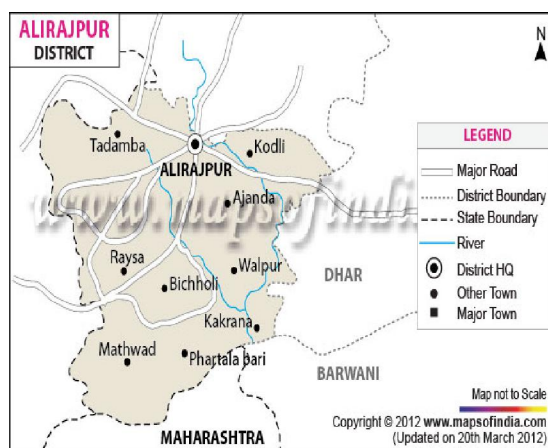 ALIRAJPUR
DISTRICT
N
Tadamba
Kodli
ALIRAJPUR
Ajanda
www.mapsofindia
Raysa
Walpur
Bichholi
Kakrana
Mathwad
Phartala bari
DHAR
BARWANI
MAHARASHTRA
LEGEND
Major Road
District Boundary
State Boundary
River
District HQ
Other Town
Major Town
Map not to Scale
Copyright © 2012 www.mapsofindia.com
(Updated on 20th March 2012)